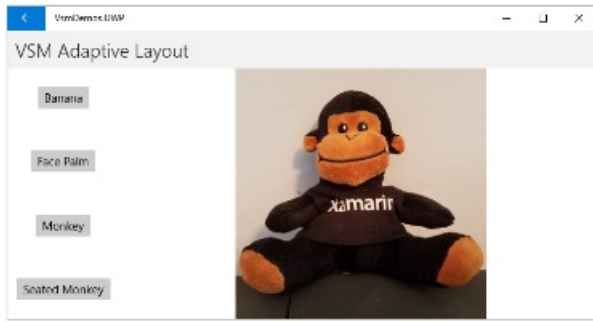 VsmDemos.UWP
VSM Adaptive Layout
Banana
Face Palm
Monkey
Seated Monkey
Xamarin